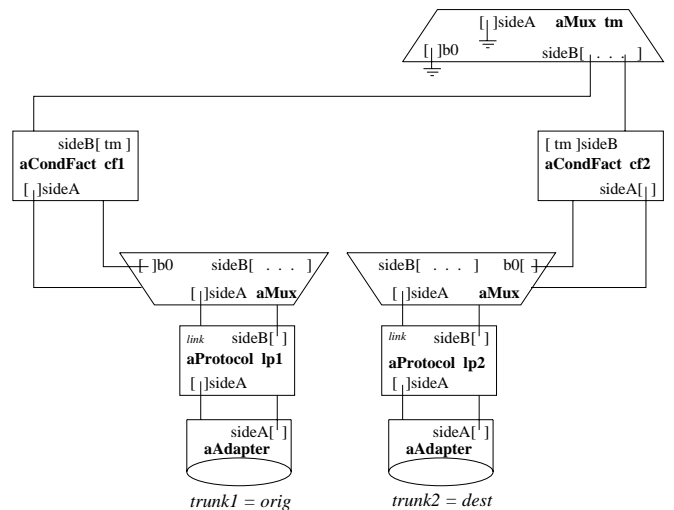 [ ]sideA aMux tm
[ ]b0 sideB[ . . . ]
sideB[ tm ]
aCondFact cf1
[ ]sideA
[ tm ]sideB
aCondFact cf2
sideA[ ]
[ ]b0 sideB[ . . . ]
[ ]sideA aMux
sideB[ . . . ] b0[ ]
[ ]sideA aMux
link sideB[ ]
aProtocol lp1
[ ]sideA
link sideB[ ]
aProtocol lp2
[ ]sideA
sideA[ ]
aAdapter
sideA[ ]
aAdapter
trunk1 = orig
trunk2 = dest